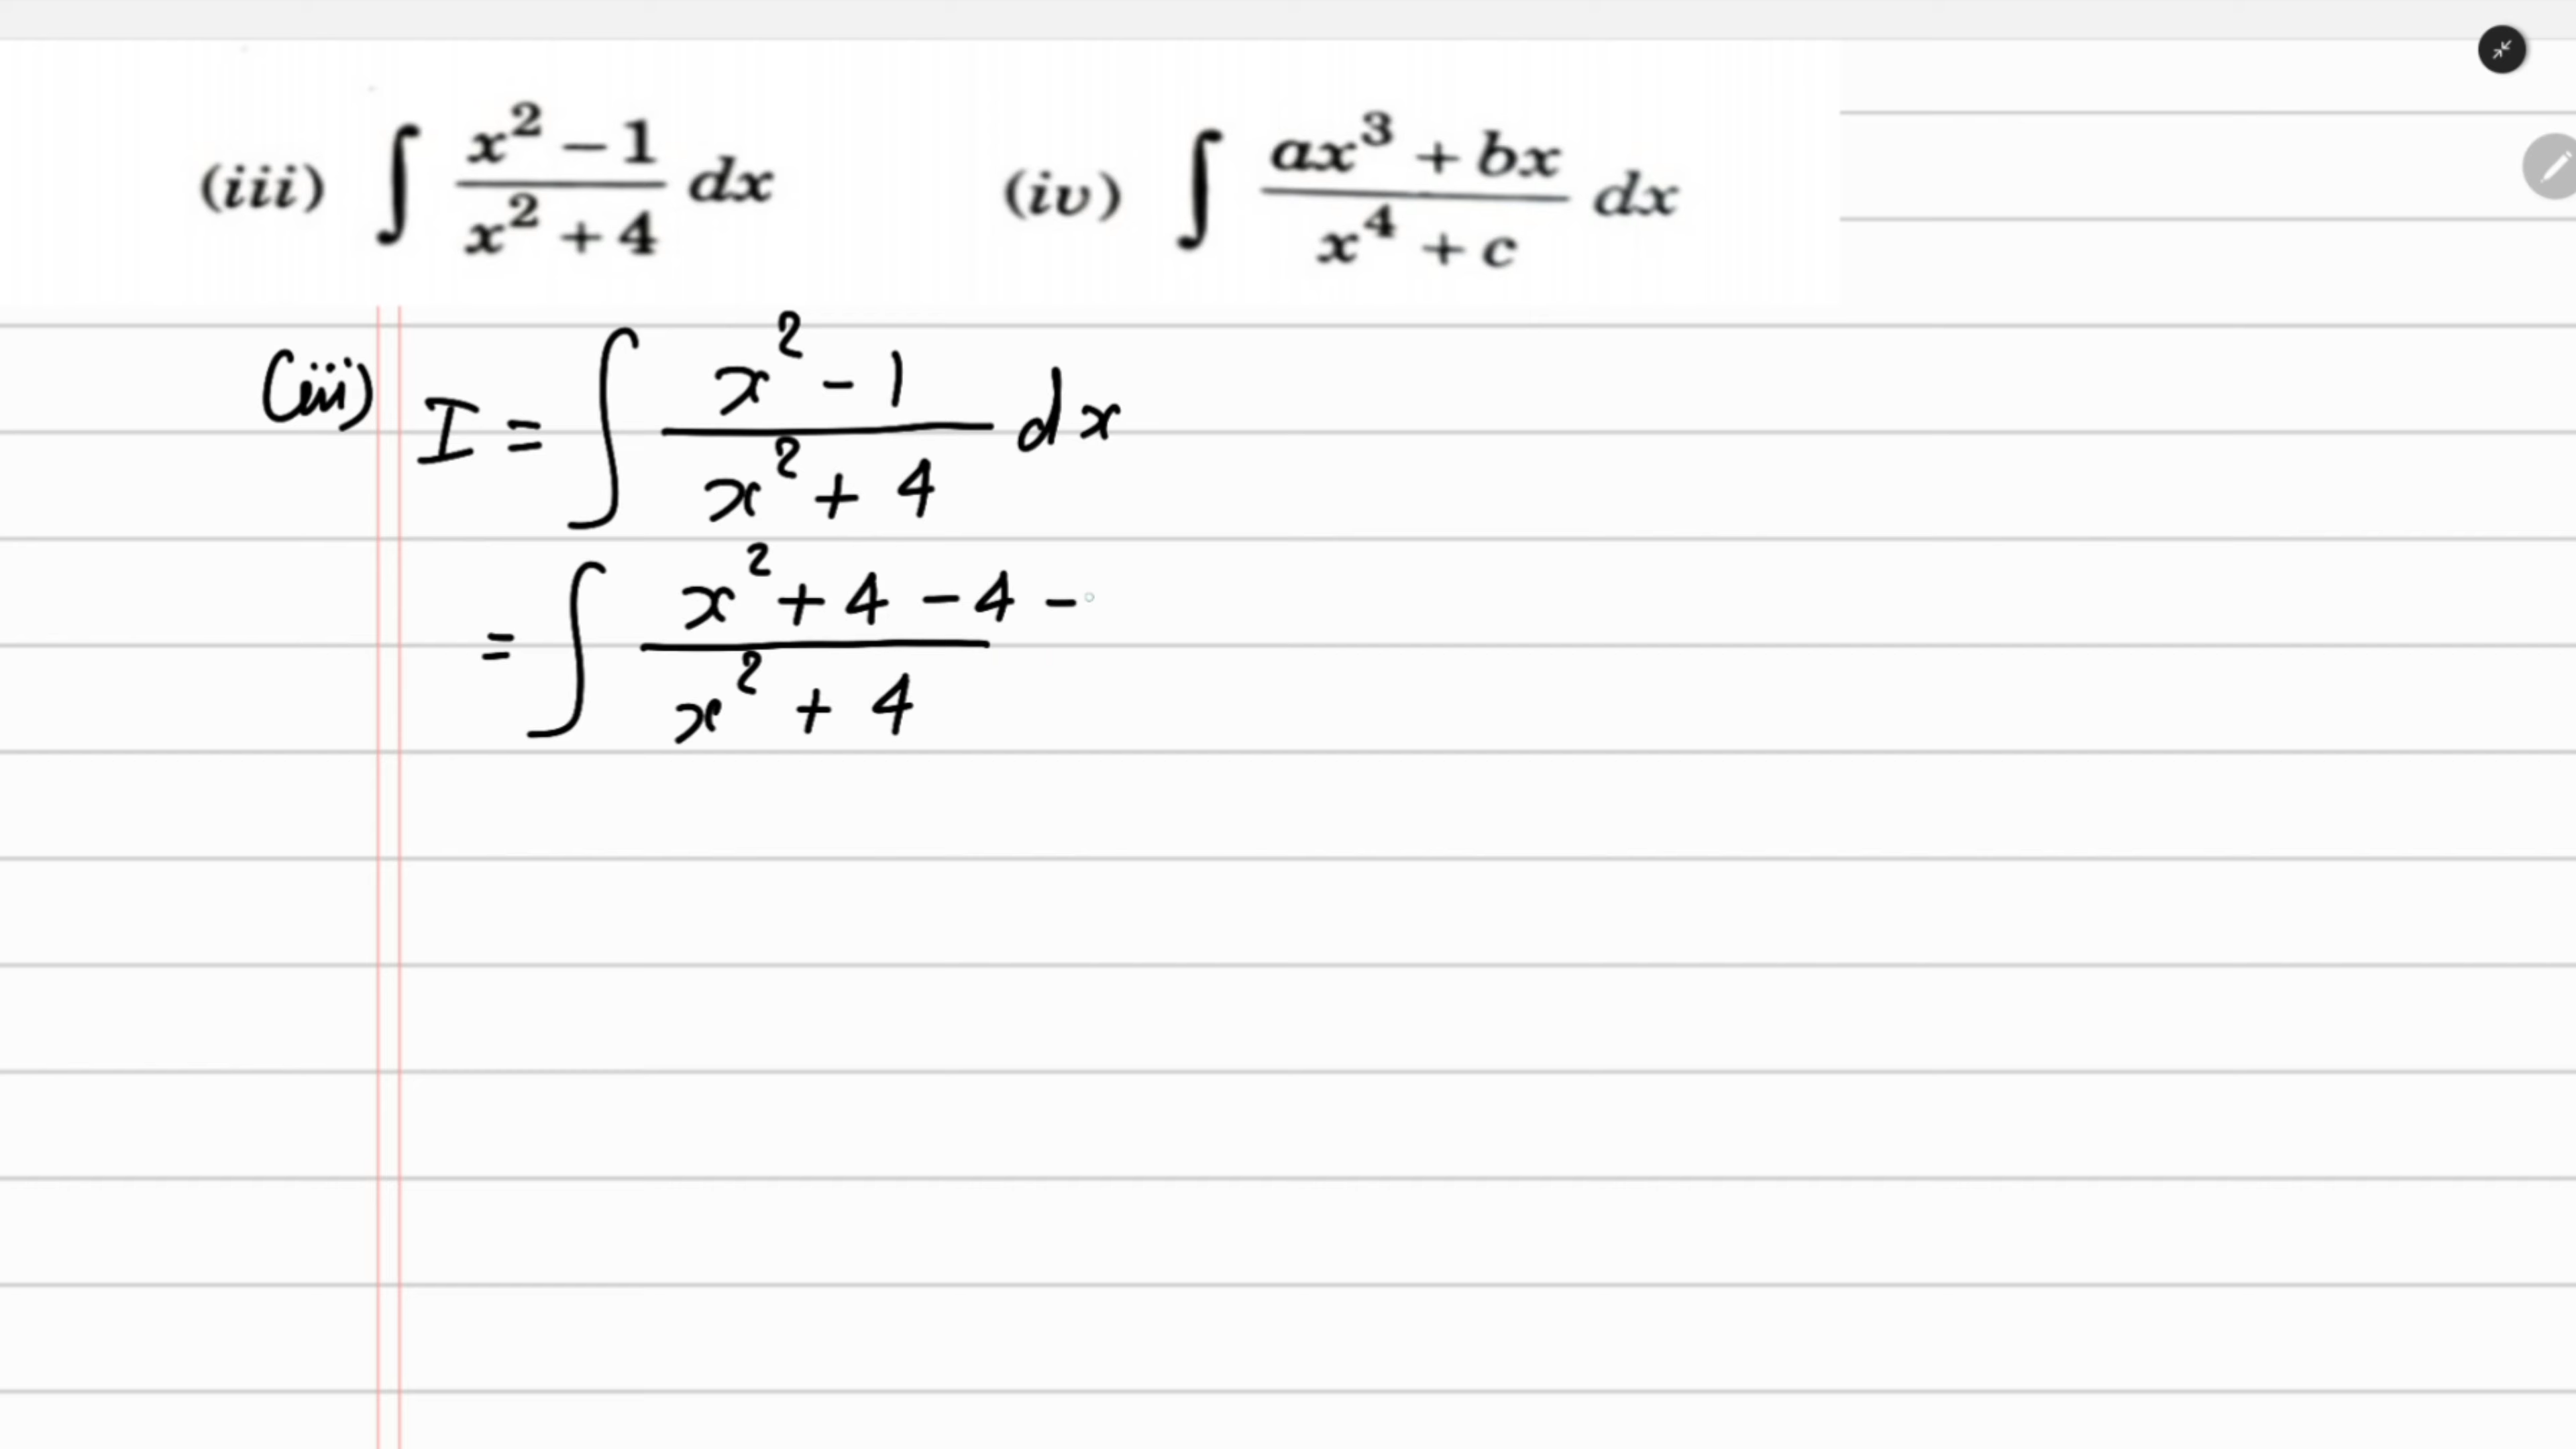 (iii) ∫ (x² − 1)/(x² + 4) dx (iv) ∫ (ax³ + bx)/(x⁴ + c) dx
(iii) I = ∫ (x² - 1)/(x² + 4) dx
= ∫ (x² + 4 - 4 -)/(x² + 4)